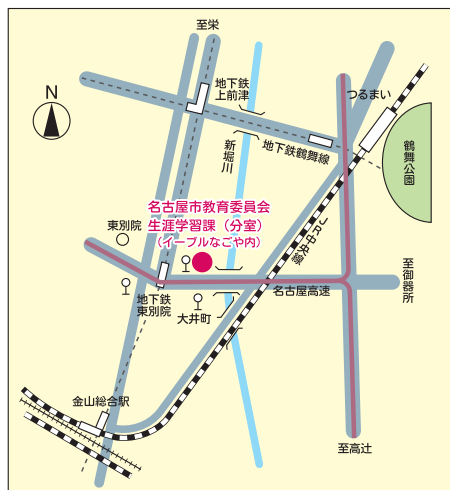 至栄
地下鉄
上前津
つるまい
N
新堀川
地下鉄鶴舞線
鶴舞公園
名古屋市教育委員会
生涯学習課（分室）
（イーブルなごや内）
東別院
JR中央線
至御器所
地下鉄
東別院
大井町
名古屋高速
金山総合駅
至高辻